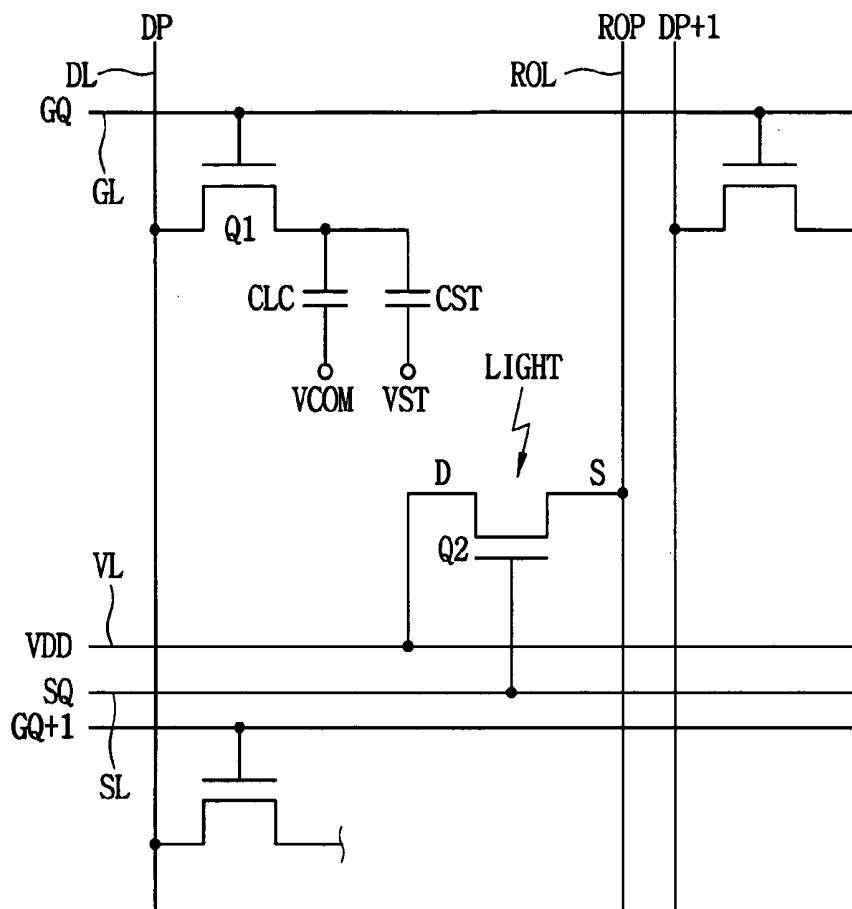 DP ROP DP+1
DL ROL
GQ
GL
Q1
CLC CST
VCOM VST LIGHT
D S
Q2
VL
VDD
SQ
GQ+1
SL